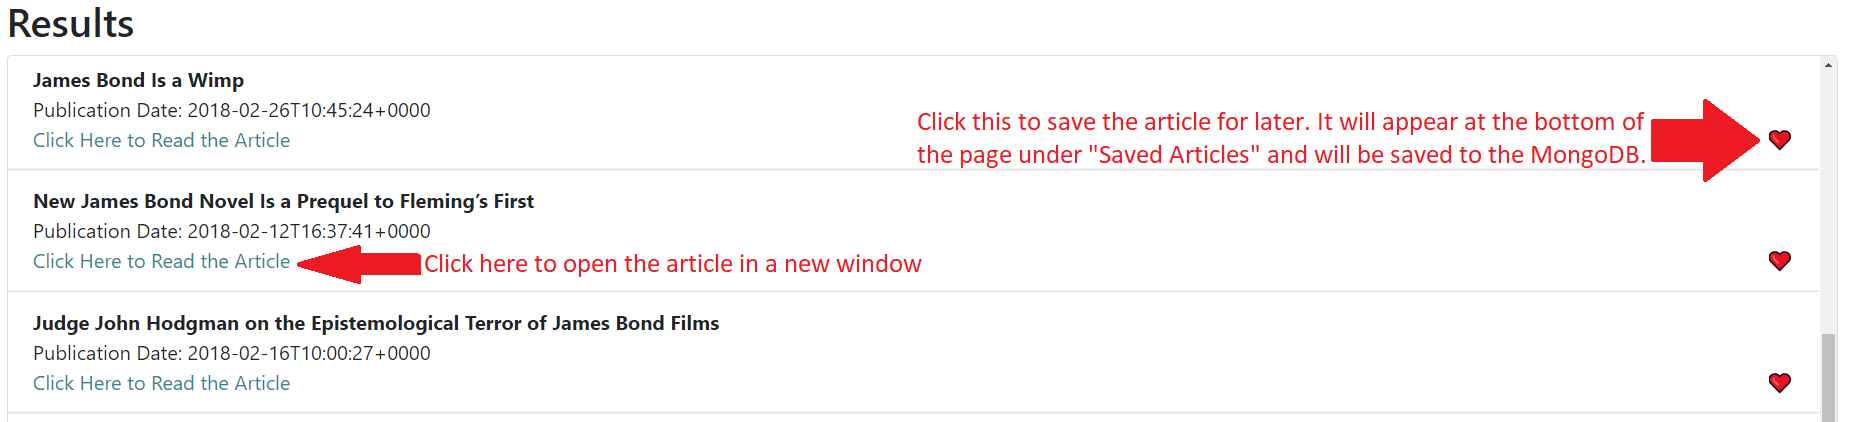 Results
James Bond Is a Wimp
Publication Date: 2018-02-26T10:45:24+0000
Click Here to Read the Article
Click this to save the article for later. It will appear at the bottom of
the page under "Saved Articles" and will be saved to the MongoDB.
New James Bond Novel Is a Prequel to Fleming’s First
Publication Date: 2018-02-12T16:37:41+0000
Click Here to Read the Article
Click here to open the article in a new window
Judge John Hodgman on the Epistemological Terror of James Bond Films
Publication Date: 2018-02-16T10:00:27+0000
Click Here to Read the Article